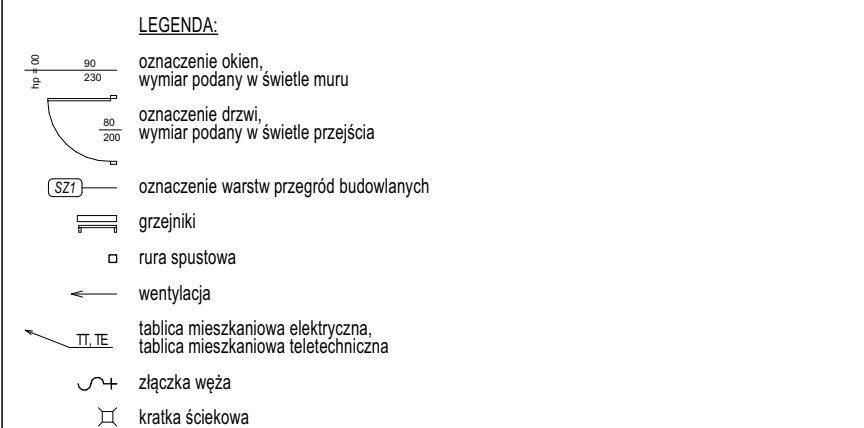 LEGENDA:
hp = 00
90
230
oznaczenie okien,
wymiar podany w świetle muru
80
200
oznaczenie drzwi,
wymiar podany w świetle przejścia
SZ1
oznaczenie warstw przegród budowlanych
grzejniki
rura spustowa
wentylacja
TT, TE
tablica mieszkaniowa elektryczna,
tablica mieszkaniowa teletechniczna
złączka węża
kratka ściekowa